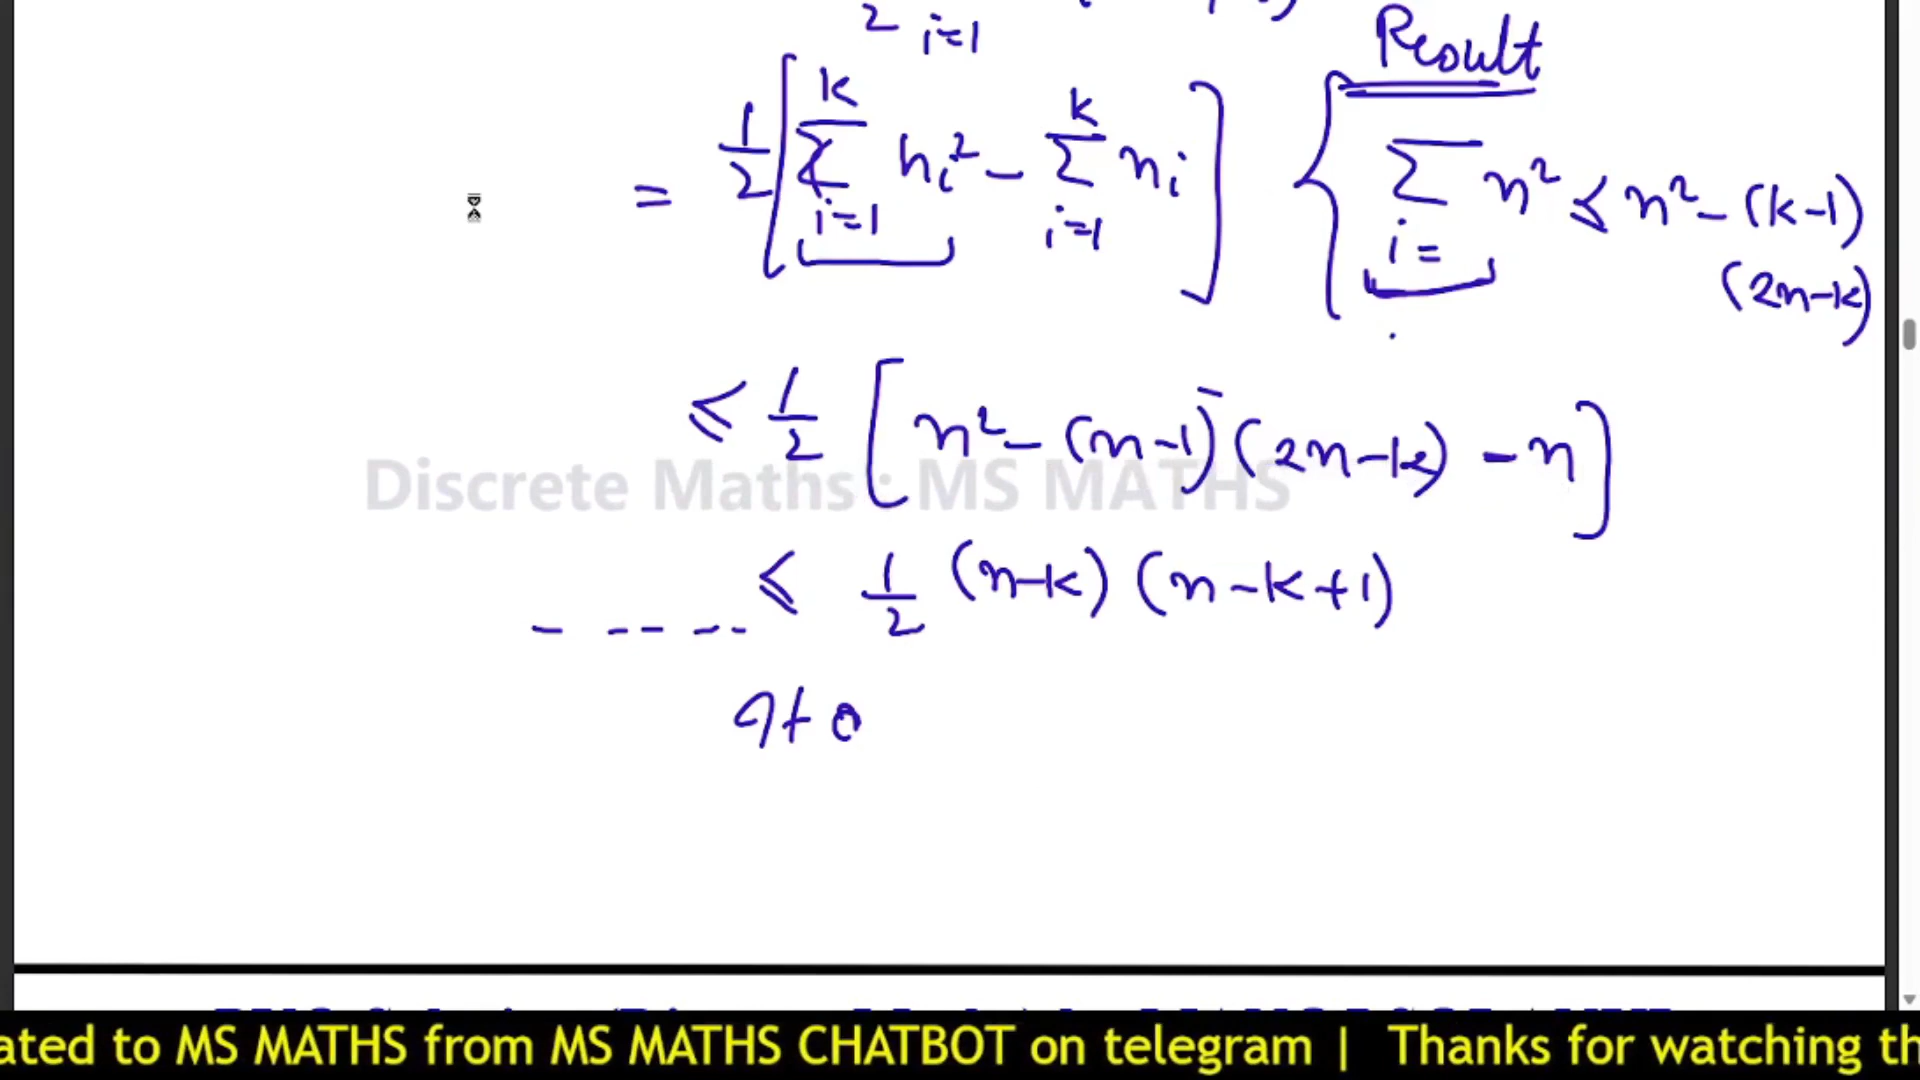 2 i=1
Result
= 1/2 [ k Σ i=1 n_i² - k Σ i=1 n_i ] { Σ i= n² ≤ n² - (k-1)
(2n-k)
≤ 1/2 [ n² - (n-1) (2n-k) - n ]
Discrete Maths : MS MATHS
≤ 1/2 (n-k) (n-k+1)
ated to MS MATHS from MS MATHS CHATBOT on telegram | Thanks for watching th